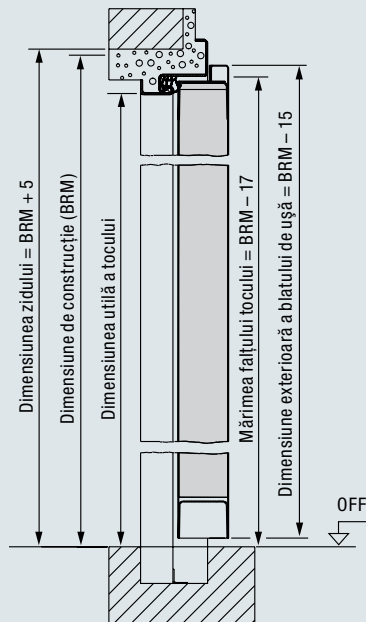 Dimensiunea zidului = BRM + 5
Dimensiune de construcție (BRM)
Dimensiunea utilă a tocului
Mărimea falțului tocului = BRM – 17
Dimensiune exterioară a blatului de ușă = BRM – 15
OFF